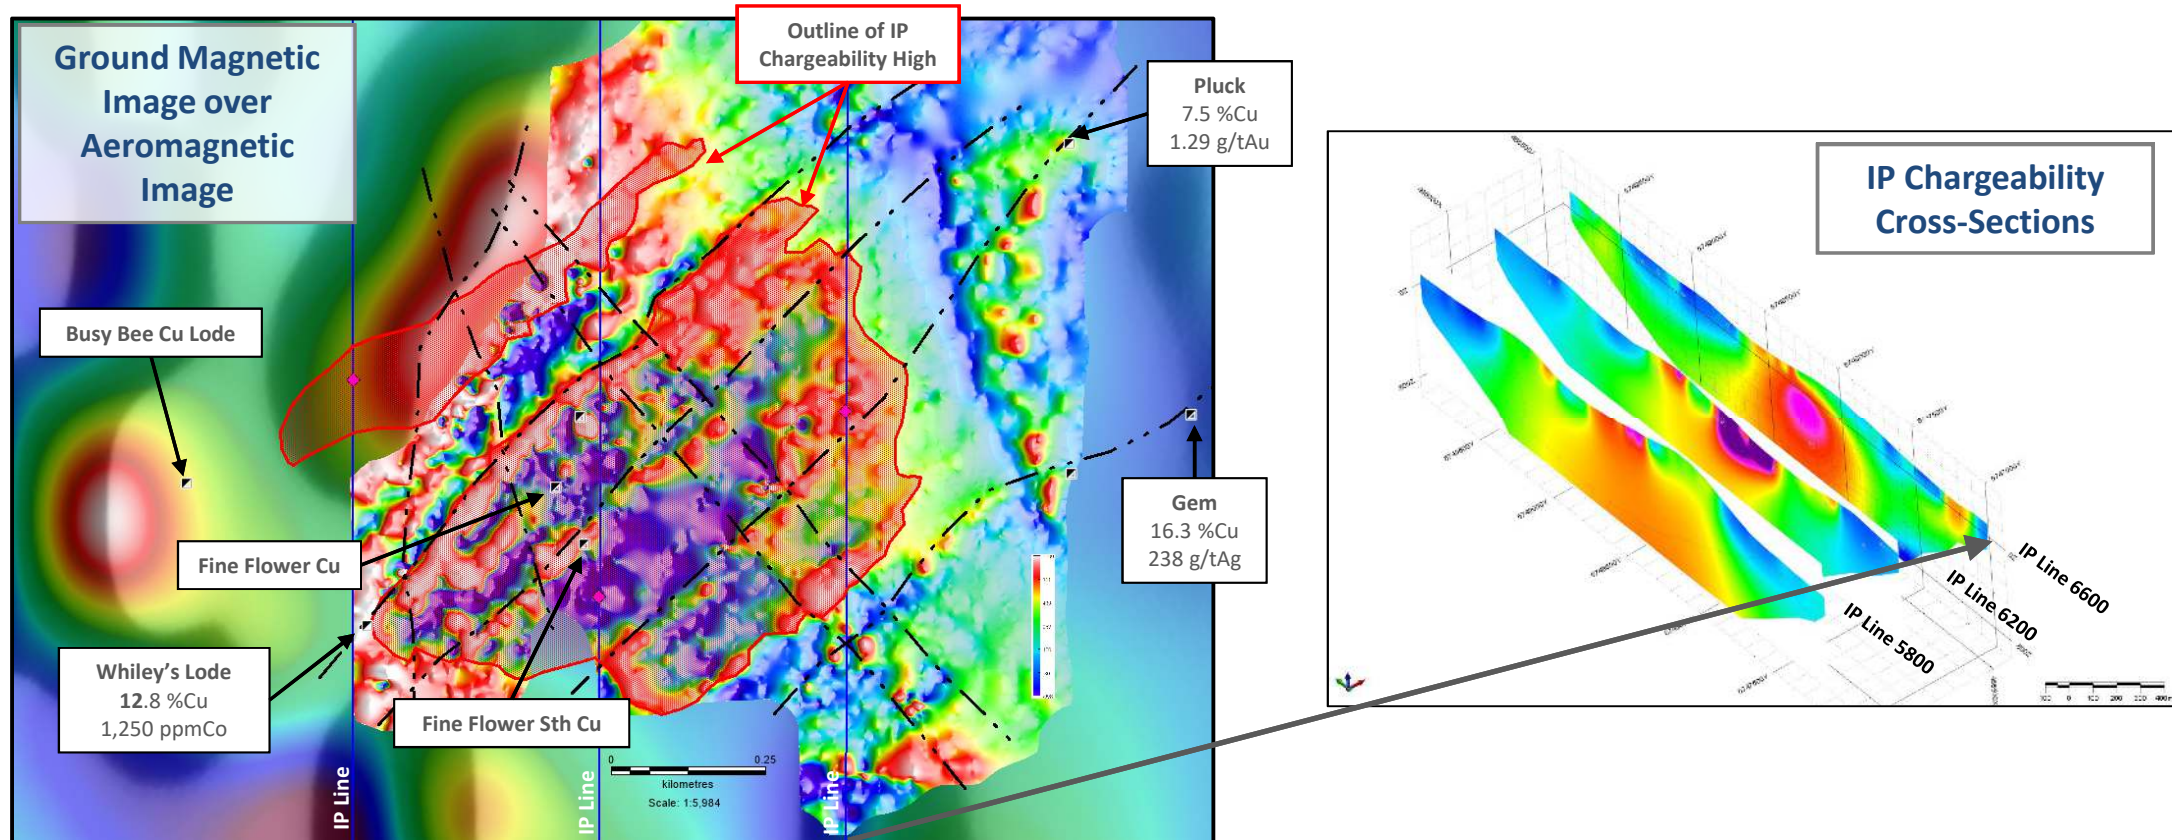 Ground Magnetic
Image over
Aeromagnetic
Image
Outline of IP
Chargeability High
Pluck
7.5 %Cu
1.29 g/tAu
Busy Bee Cu Lode
Fine Flower Cu
Whiley's Lode
12.8 %Cu
1,250 ppmCo
Fine Flower Sth Cu
Gem
16.3 %Cu
238 g/tAg
IP Line
IP Line
IP Line
0 0.25
kilometres
Scale: 1:5,984
IP Chargeability
Cross-Sections
IP Line 6600
IP Line 6200
IP Line 5800